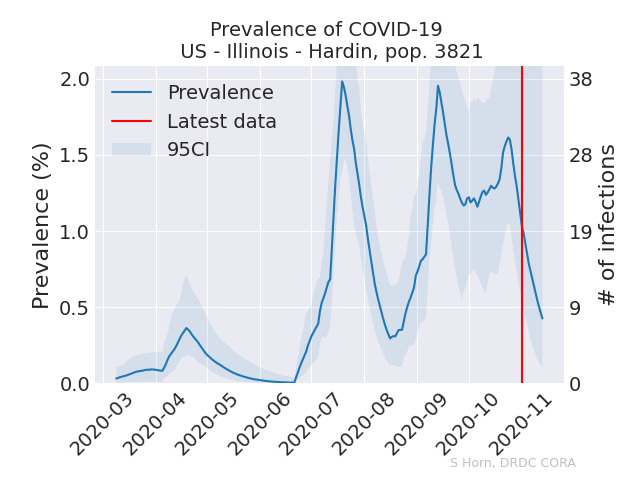 Prevalence of COVID-19
US - Illinois - Hardin, pop. 3821
Prevalence (%)
2.0
1.5
1.0
0.5
0.0
Prevalence
Latest data
95CI
38
28
19
9
0
# of infections
2020-03
2020-04
2020-05
2020-06
2020-07
2020-08
2020-09
2020-10
2020-11
S Horn, DRDC CORA